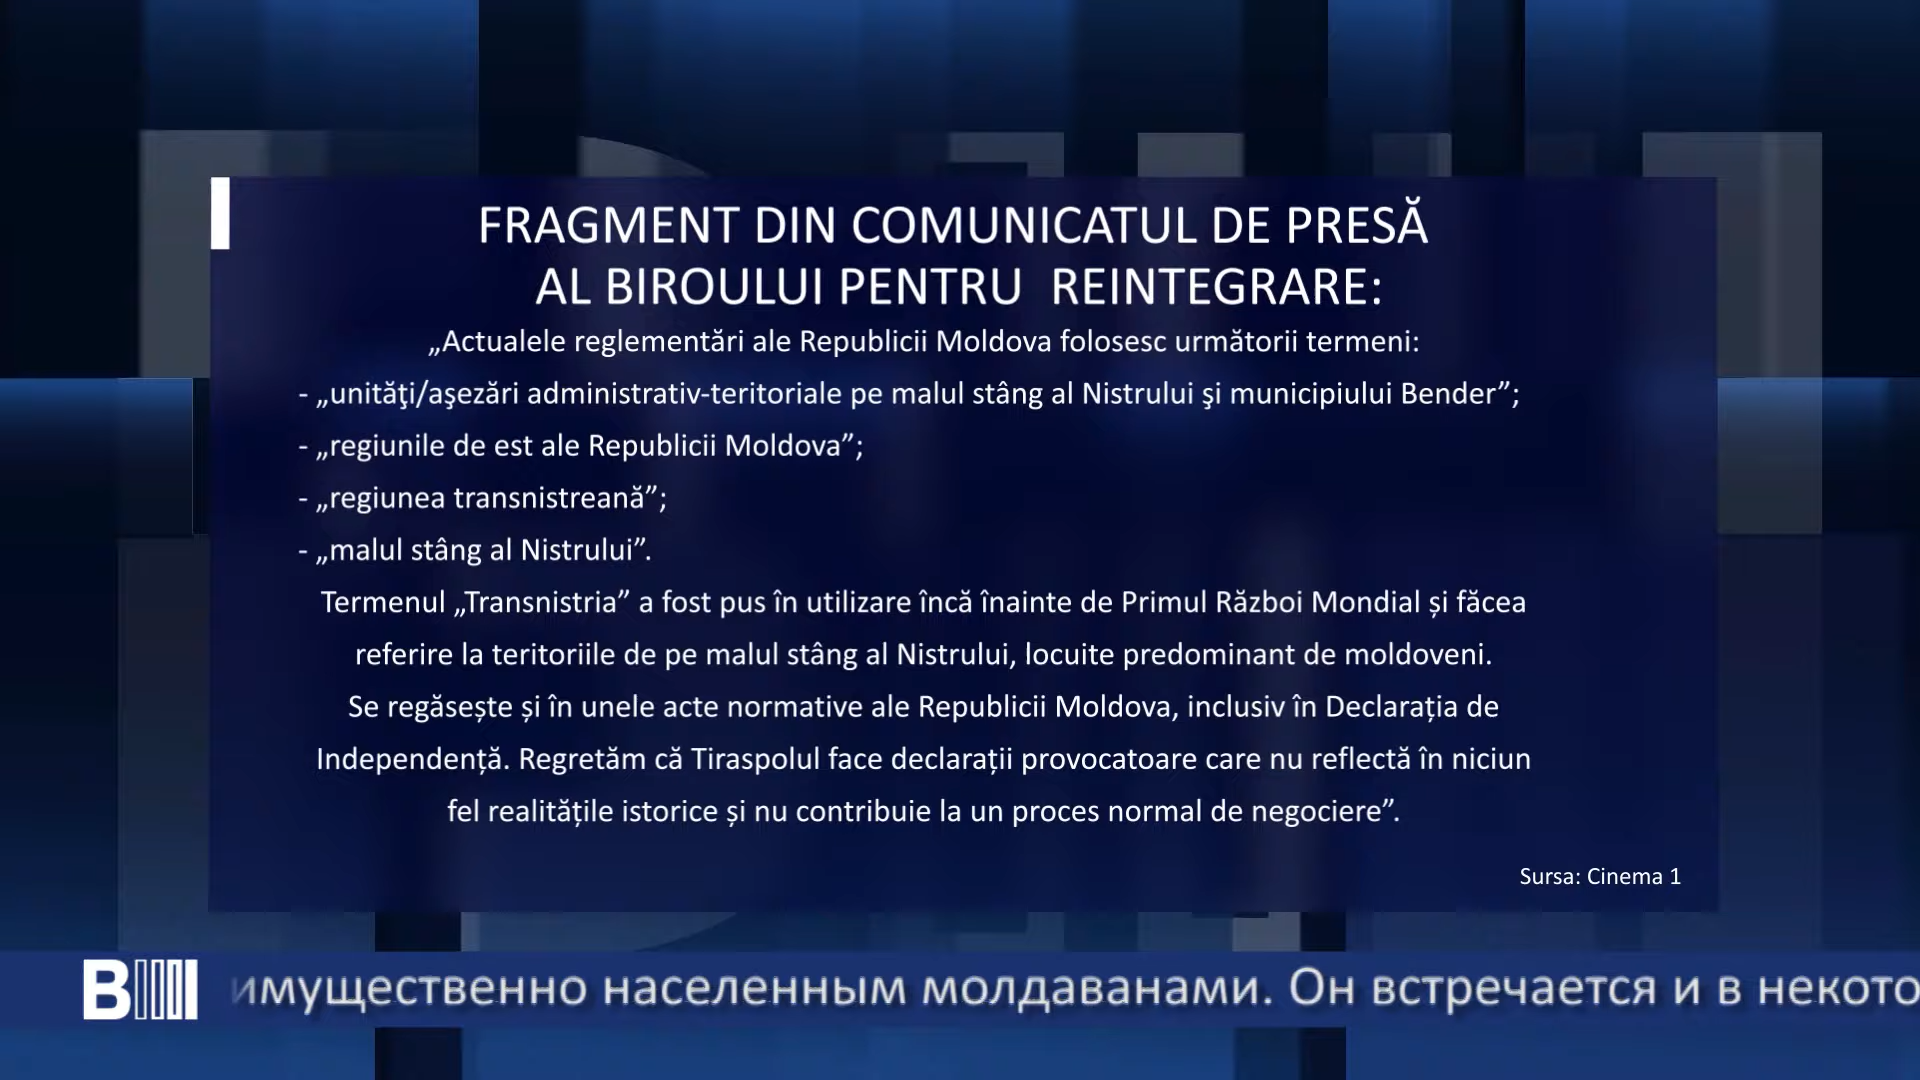 FRAGMENT DIN COMUNICATUL DE PRESĂ
AL BIROULUI PENTRU REINTEGRARE:
„Actualele reglementări ale Republicii Moldova folosesc următorii termeni:
- „unităţi/aşezări administrativ-teritoriale pe malul stâng al Nistrului şi municipiului Bender”;
- „regiunile de est ale Republicii Moldova”;
- „regiunea transnistreană”;
- „malul stâng al Nistrului”.
Termenul „Transnistria” a fost pus în utilizare încă înainte de Primul Război Mondial și făcea
referire la teritoriile de pe malul stâng al Nistrului, locuite predominant de moldoveni.
Se regăsește și în unele acte normative ale Republicii Moldova, inclusiv în Declarația de
Independență. Regretăm că Tiraspolul face declarații provocatoare care nu reflectă în niciun
fel realitățile istorice și nu contribuie la un proces normal de negociere”.
Sursa: Cinema 1
B имущественно населенным молдаванами. Он встречается и в некото